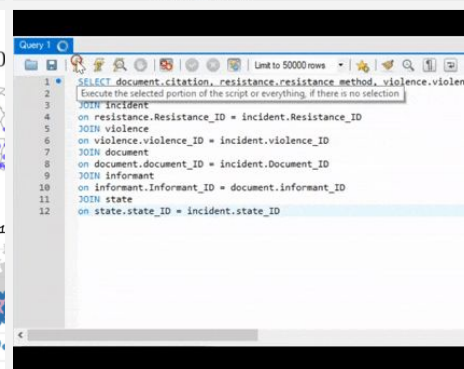 Query 1
Limit to 50000 rows
1 SELECT document.citation, resistance.resistance_method, violence.violen
2 Execute the selected portion of the script or everything, if there is no selection
3 JOIN incident
4 on resistance.Resistance_ID = incident.Resistance_ID
5 JOIN violence
6 on violence.violence_ID = incident.violence_ID
7 JOIN document
8 on document.document_ID = incident.Document_ID
9 JOIN informant
10 on informant.Informant_ID = document.informant_ID
11 JOIN state
12 on state.state_ID = incident.state_ID